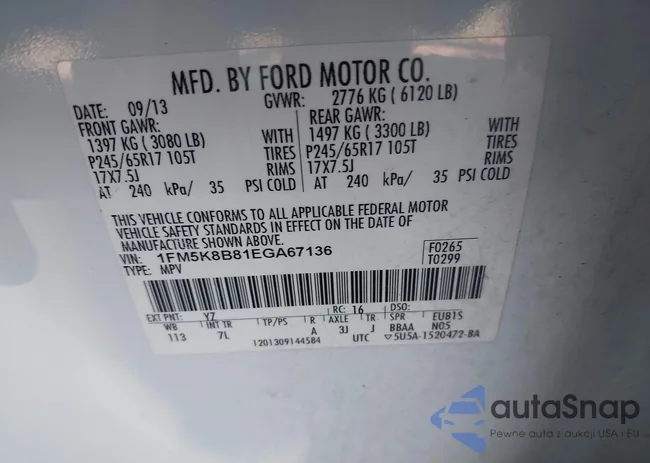 MFD. BY FORD MOTOR CO.
DATE: 09/13 GVWR: 2776 KG ( 6120 LB)
FRONT GAWR: REAR GAWR:
1397 KG ( 3080 LB) WITH 1497 KG ( 3300 LB) WITH
P245/65R17 105T TIRES P245/65R17 105T TIRES
17X7.5J RIMS 17X7.5J RIMS
AT 240 kPa/ 35 PSI COLD AT 240 kPa/ 35 PSI COLD
THIS VEHICLE CONFORMS TO ALL APPLICABLE FEDERAL MOTOR
VEHICLE SAFETY STANDARDS IN EFFECT ON THE DATE OF
MANUFACTURE SHOWN ABOVE.
VIN: 1FM5K8B81EGA67136 F0265
MPV T0299
EXT PNT: YZ RC: 16 DSO:
WB INT TR TP/PS R AXLE TR SPR EUB1S
113 7L A 3J J BBAA N05
1201309144584 UTC ▽5U5A-1520472-BA
autoSnap
Pewne auta z aukcji USA i EU